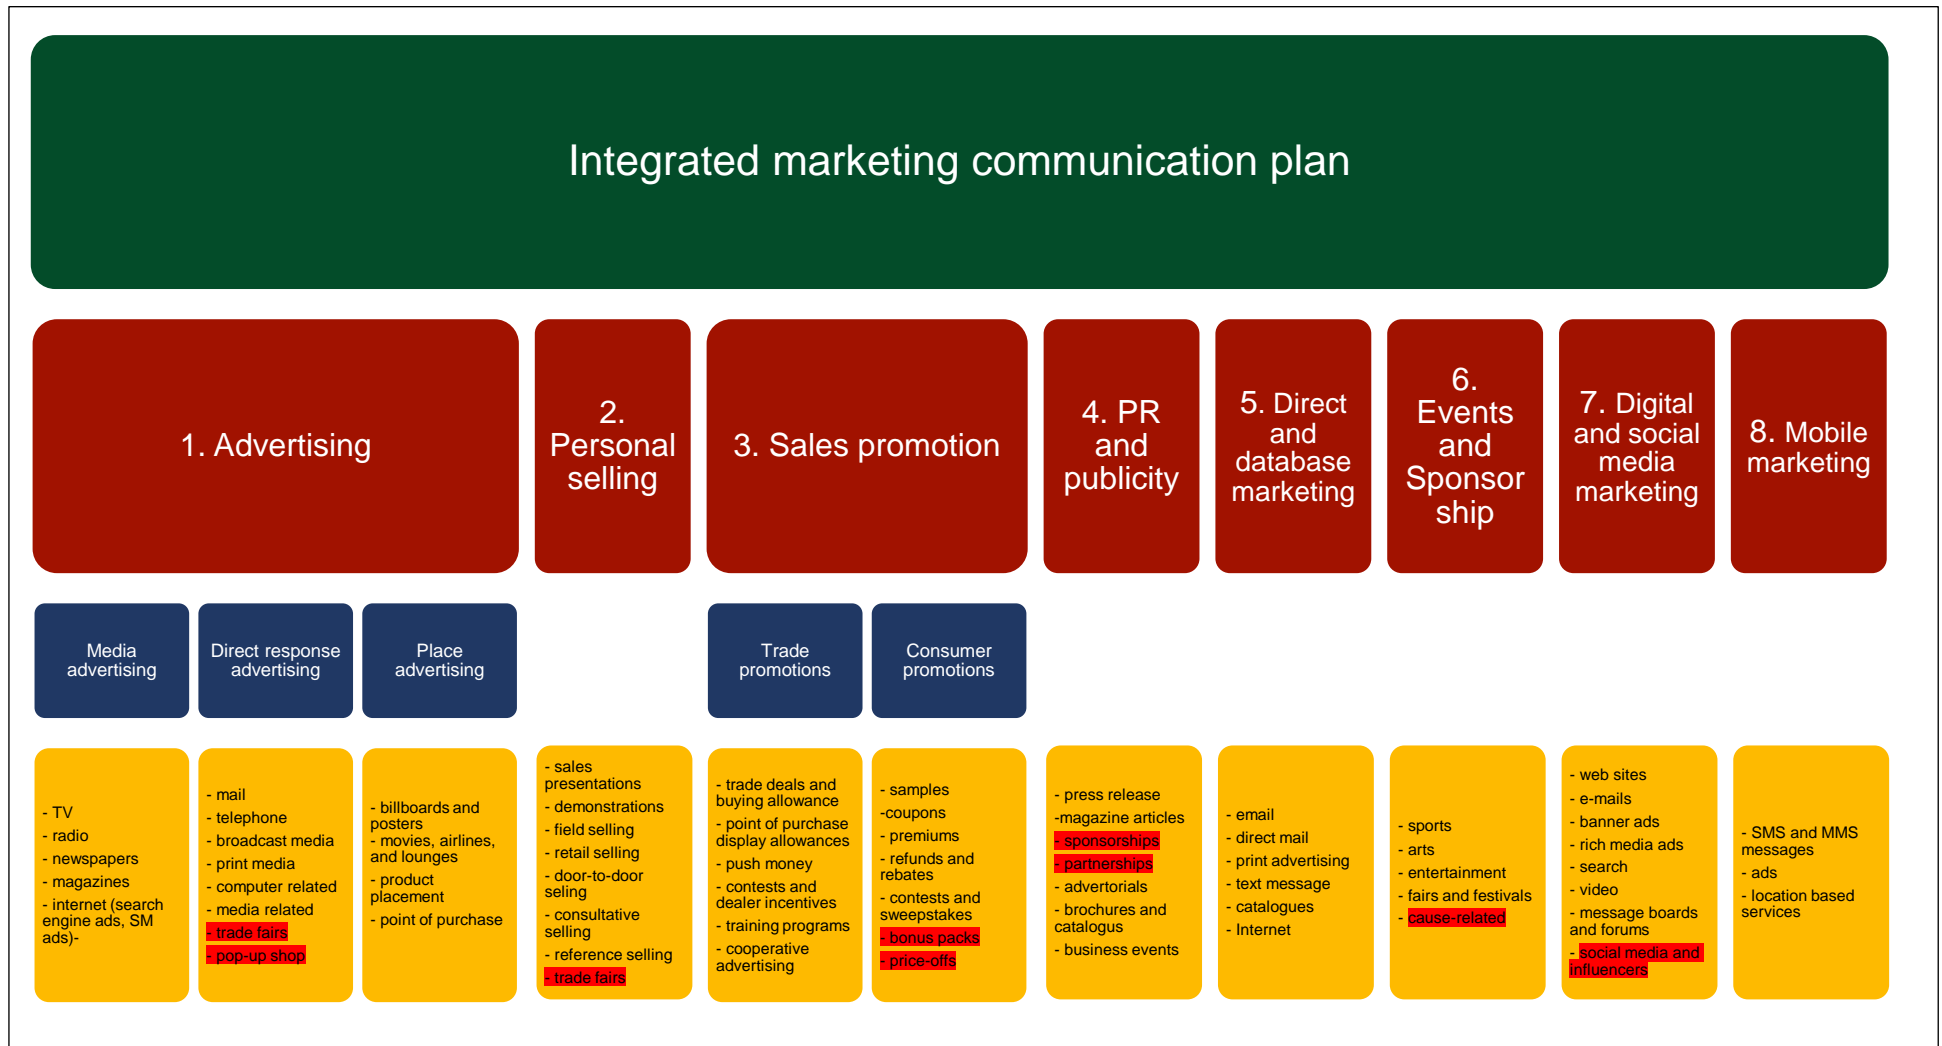 Integrated marketing communication plan
1. Advertising
2.
Personal
selling
3. Sales promotion
4. PR
and
publicity
5. Direct
and
database
marketing
6.
Events
and
Sponsor
ship
7. Digital
and social
media
marketing
8. Mobile
marketing
Media
advertising
Direct response
advertising
Place
advertising
Trade
promotions
Consumer
promotions
- TV
- radio
- newspapers
- magazines
- internet (search
engine ads, SM
ads)-
- mail
- telephone
- broadcast media
- print media
- computer related
- media related
- trade fairs
- pop-up shop
- billboards and
posters
- movies, airlines,
and lounges
- product
placement
- point of purchase
- sales
presentations
- demonstrations
- field selling
- retail selling
- door-to-door
seling
- consultative
selling
- reference selling
- trade fairs
- trade deals and
buying allowance
- point of purchase
display allowances
- push money
- contests and
dealer incentives
- training programs
- cooperative
advertising
- samples
-coupons
- premiums
- refunds and
rebates
- contests and
sweepstakes
- bonus packs
- price-offs
- press release
-magazine articles
- sponsorships
- partnerships
- advertorials
- brochures and
catalogus
- business events
- email
- direct mail
- print advertising
- text message
- catalogues
- Internet
- sports
- arts
- entertainment
- fairs and festivals
- cause-related
- web sites
- e-mails
- banner ads
- rich media ads
- search
- video
- message boards
and forums
- social media and
influencers
- SMS and MMS
messages
- ads
- location based
services